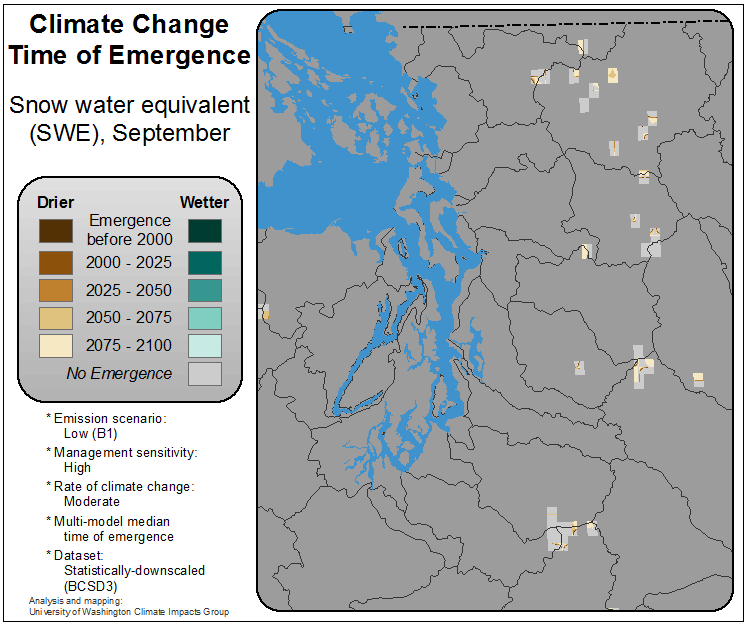 Climate Change
Time of Emergence
Snow water equivalent
(SWE), September
Drier Wetter
Emergence
before 2000
2000 - 2025
2025 - 2050
2050 - 2075
2075 - 2100
No Emergence
* Emission scenario:
Low (B1)
* Management sensitivity:
High
* Rate of climate change:
Moderate
* Multi-model median
time of emergence
* Dataset:
Statistically-downscaled
(BCSD3)
Analysis and mapping:
University of Washington Climate Impacts Group